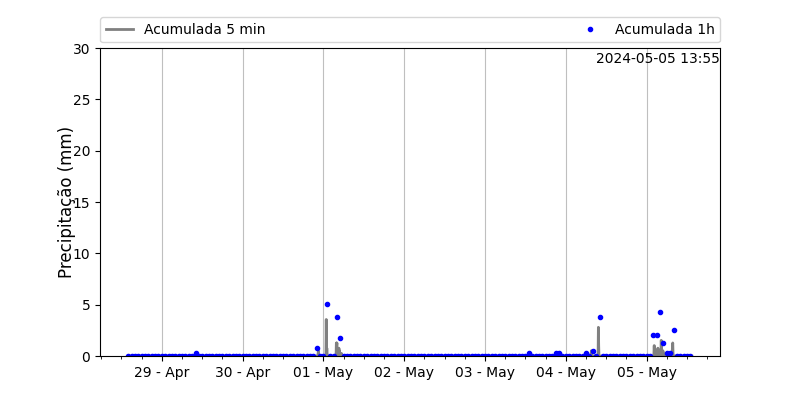 Acumulada 5 min
Acumulada 1h
2024-05-05 13:55
Precipitação (mm)
30
25
20
15
10
5
0
29 - Apr
30 - Apr
01 - May
02 - May
03 - May
04 - May
05 - May